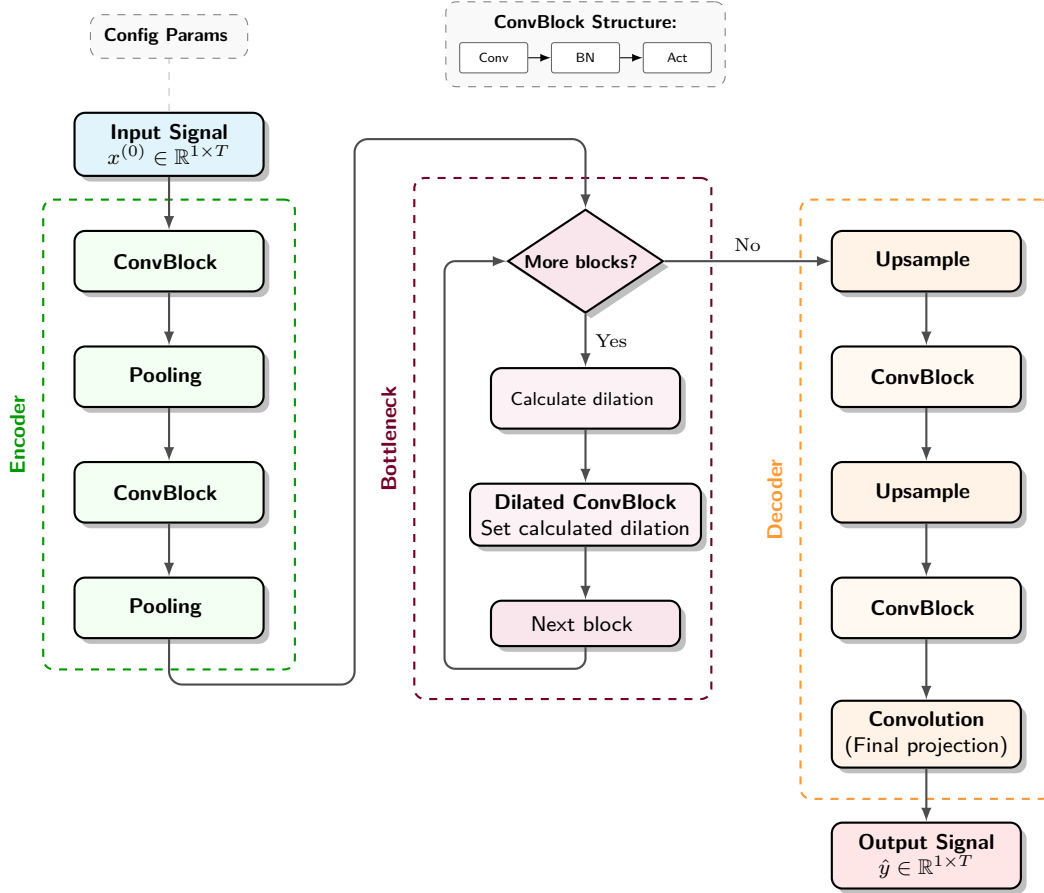 Config Params
ConvBlock Structure:
Conv
BN
Act
Input Signal
x^{(0)} ∈ ℝ^{1×T}
Encoder
ConvBlock
Pooling
ConvBlock
Pooling
Bottleneck
More blocks?
No
Yes
Calculate dilation
Dilated ConvBlock
Set calculated dilation
Next block
Decoder
Upsample
ConvBlock
Upsample
ConvBlock
Convolution
(Final projection)
Output Signal
ŷ ∈ ℝ^{1×T}